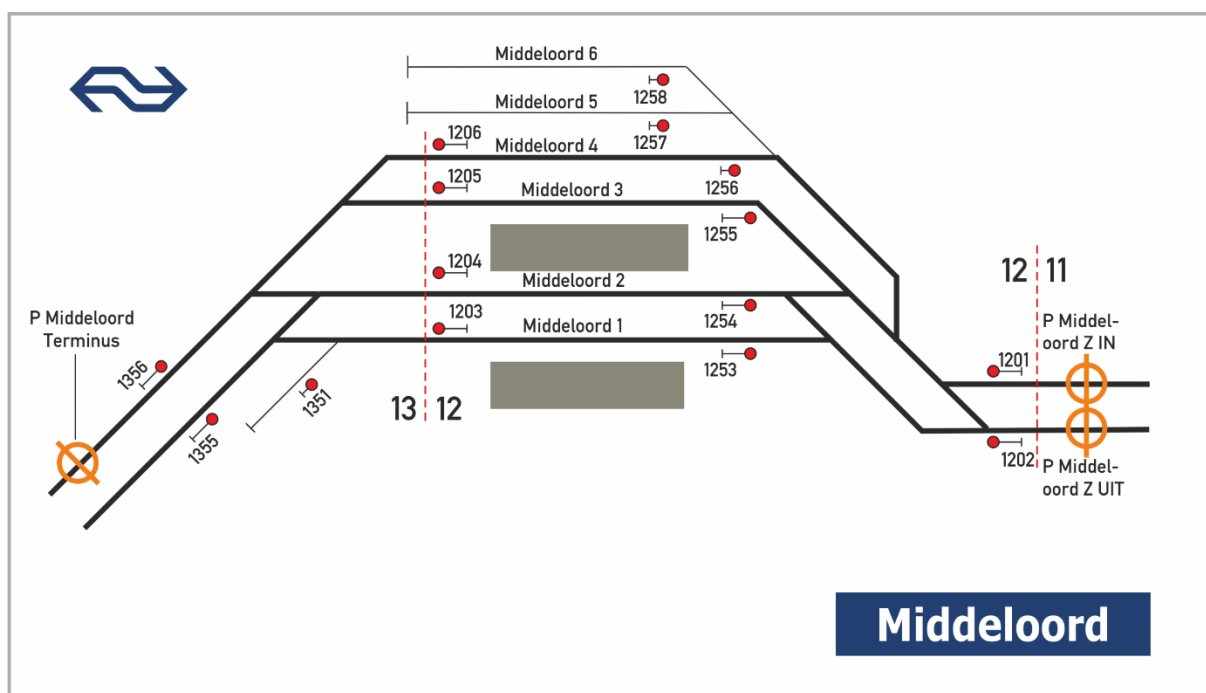 Middeloord 6
1258
Middeloord 5
1206
1257
Middeloord 4
1205
1256
Middeloord 3
1255
1204
12 11
Middeloord 2
P Middeloord
Terminus
1203
1254
Middeloord 1
P Middel-
oord Z IN
1356
1253
1201
1351
13 12
1355
1202
P Middel-
oord Z UIT
Middeloord